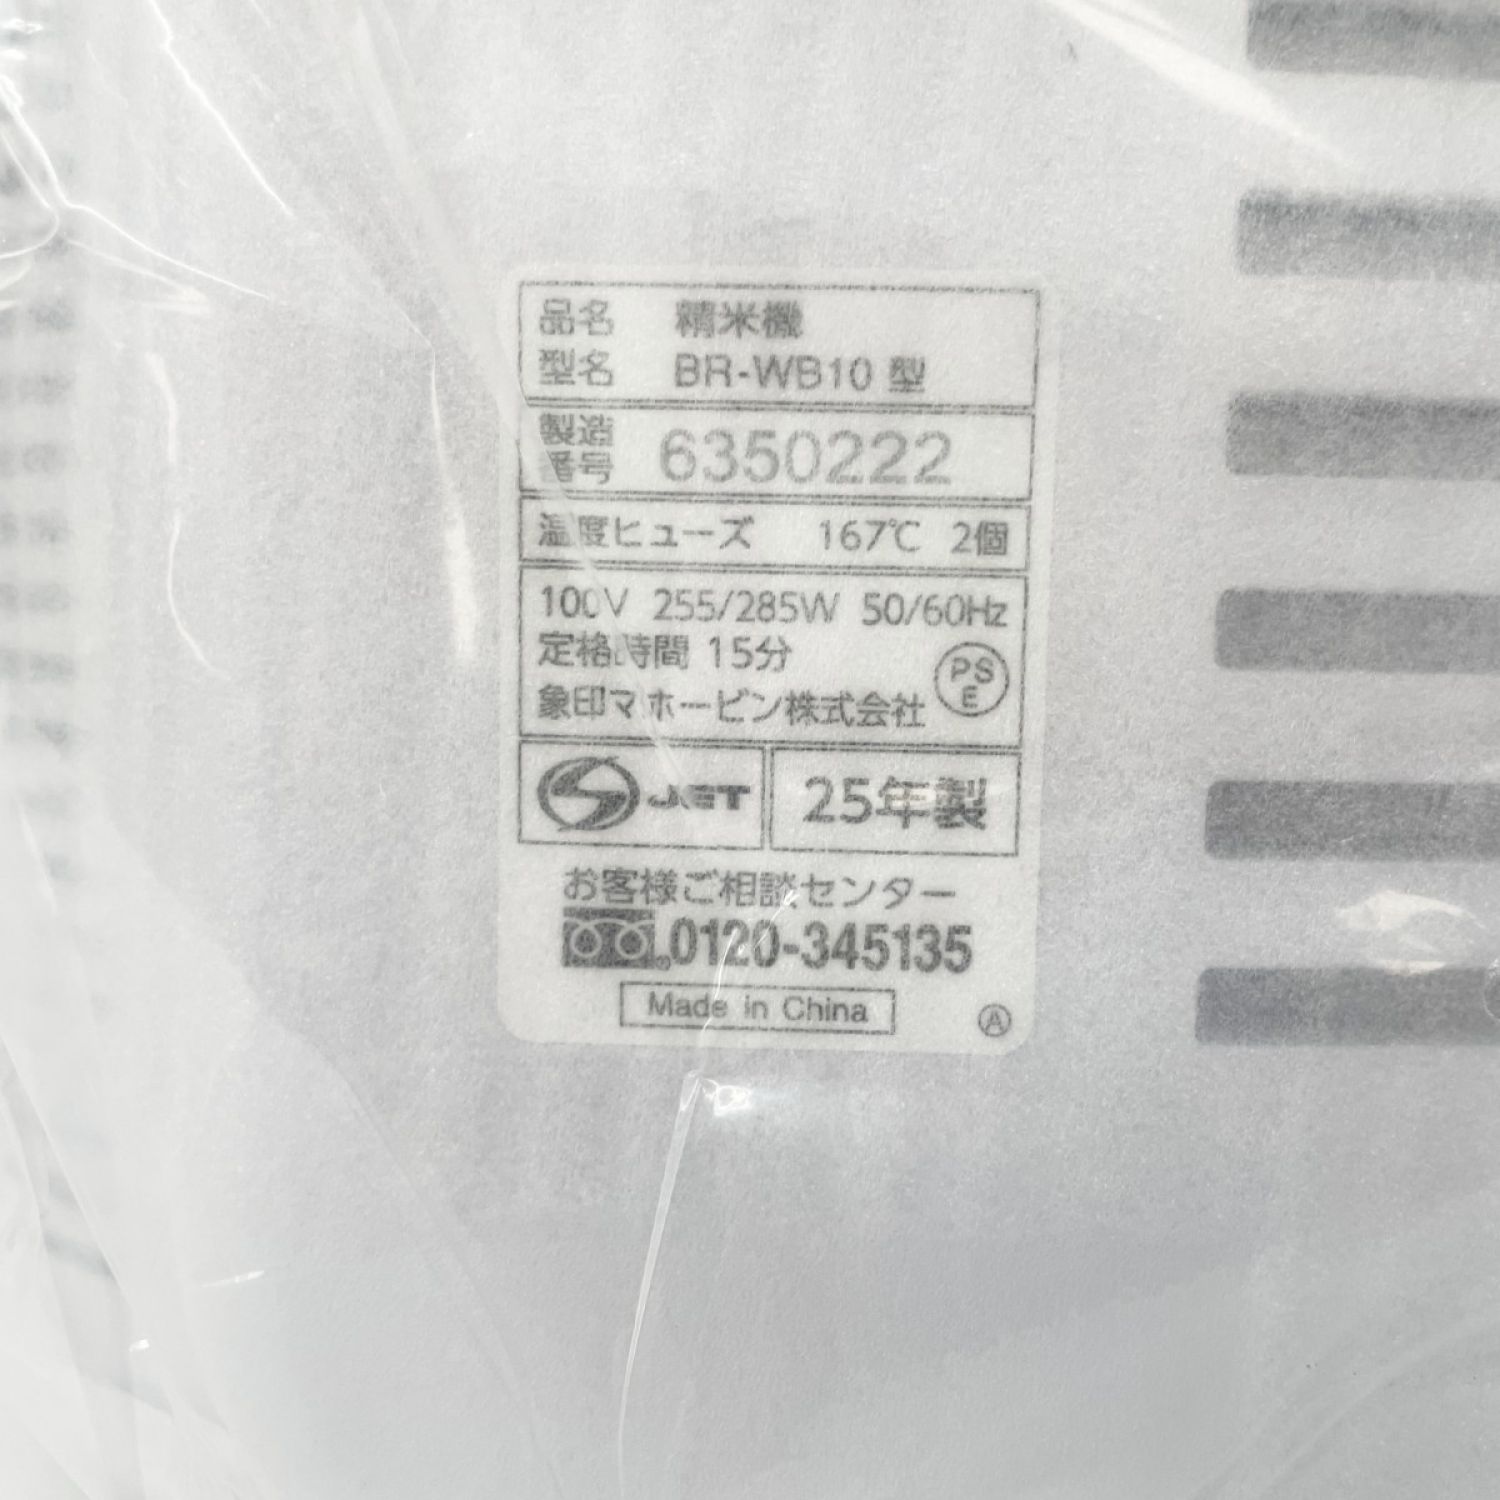 品名 精米機
型名 BR-WB10 型
製造番号 6350222
温度ヒューズ 167℃ 2個
100V 255/285W 50/60Hz
定格時間 15分
象印マホービン株式会社
PSE
JET 25年製
お客様ご相談センター
0120-345135
Made in China
Ⓐ